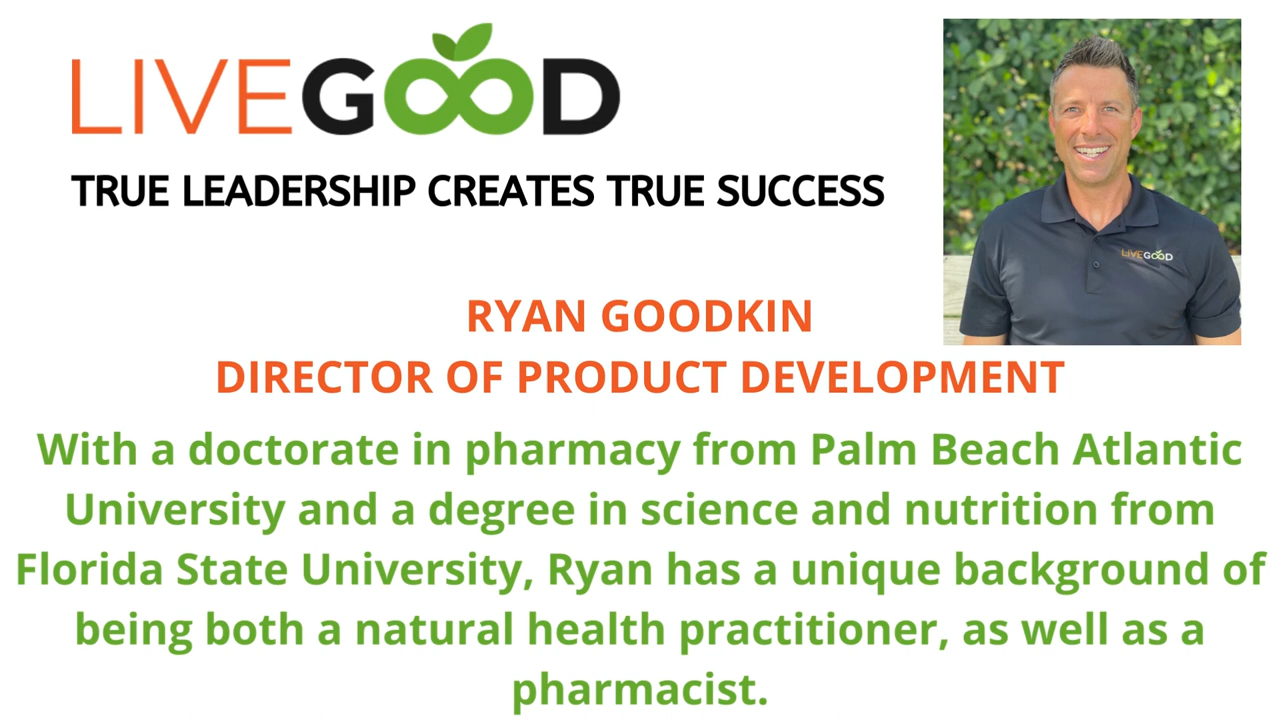 LIVEGOOD
TRUE LEADERSHIP CREATES TRUE SUCCESS
LIVEGOOD
RYAN GOODKIN
DIRECTOR OF PRODUCT DEVELOPMENT
With a doctorate in pharmacy from Palm Beach Atlantic
University and a degree in science and nutrition from
Florida State University, Ryan has a unique background of
being both a natural health practitioner, as well as a
pharmacist.